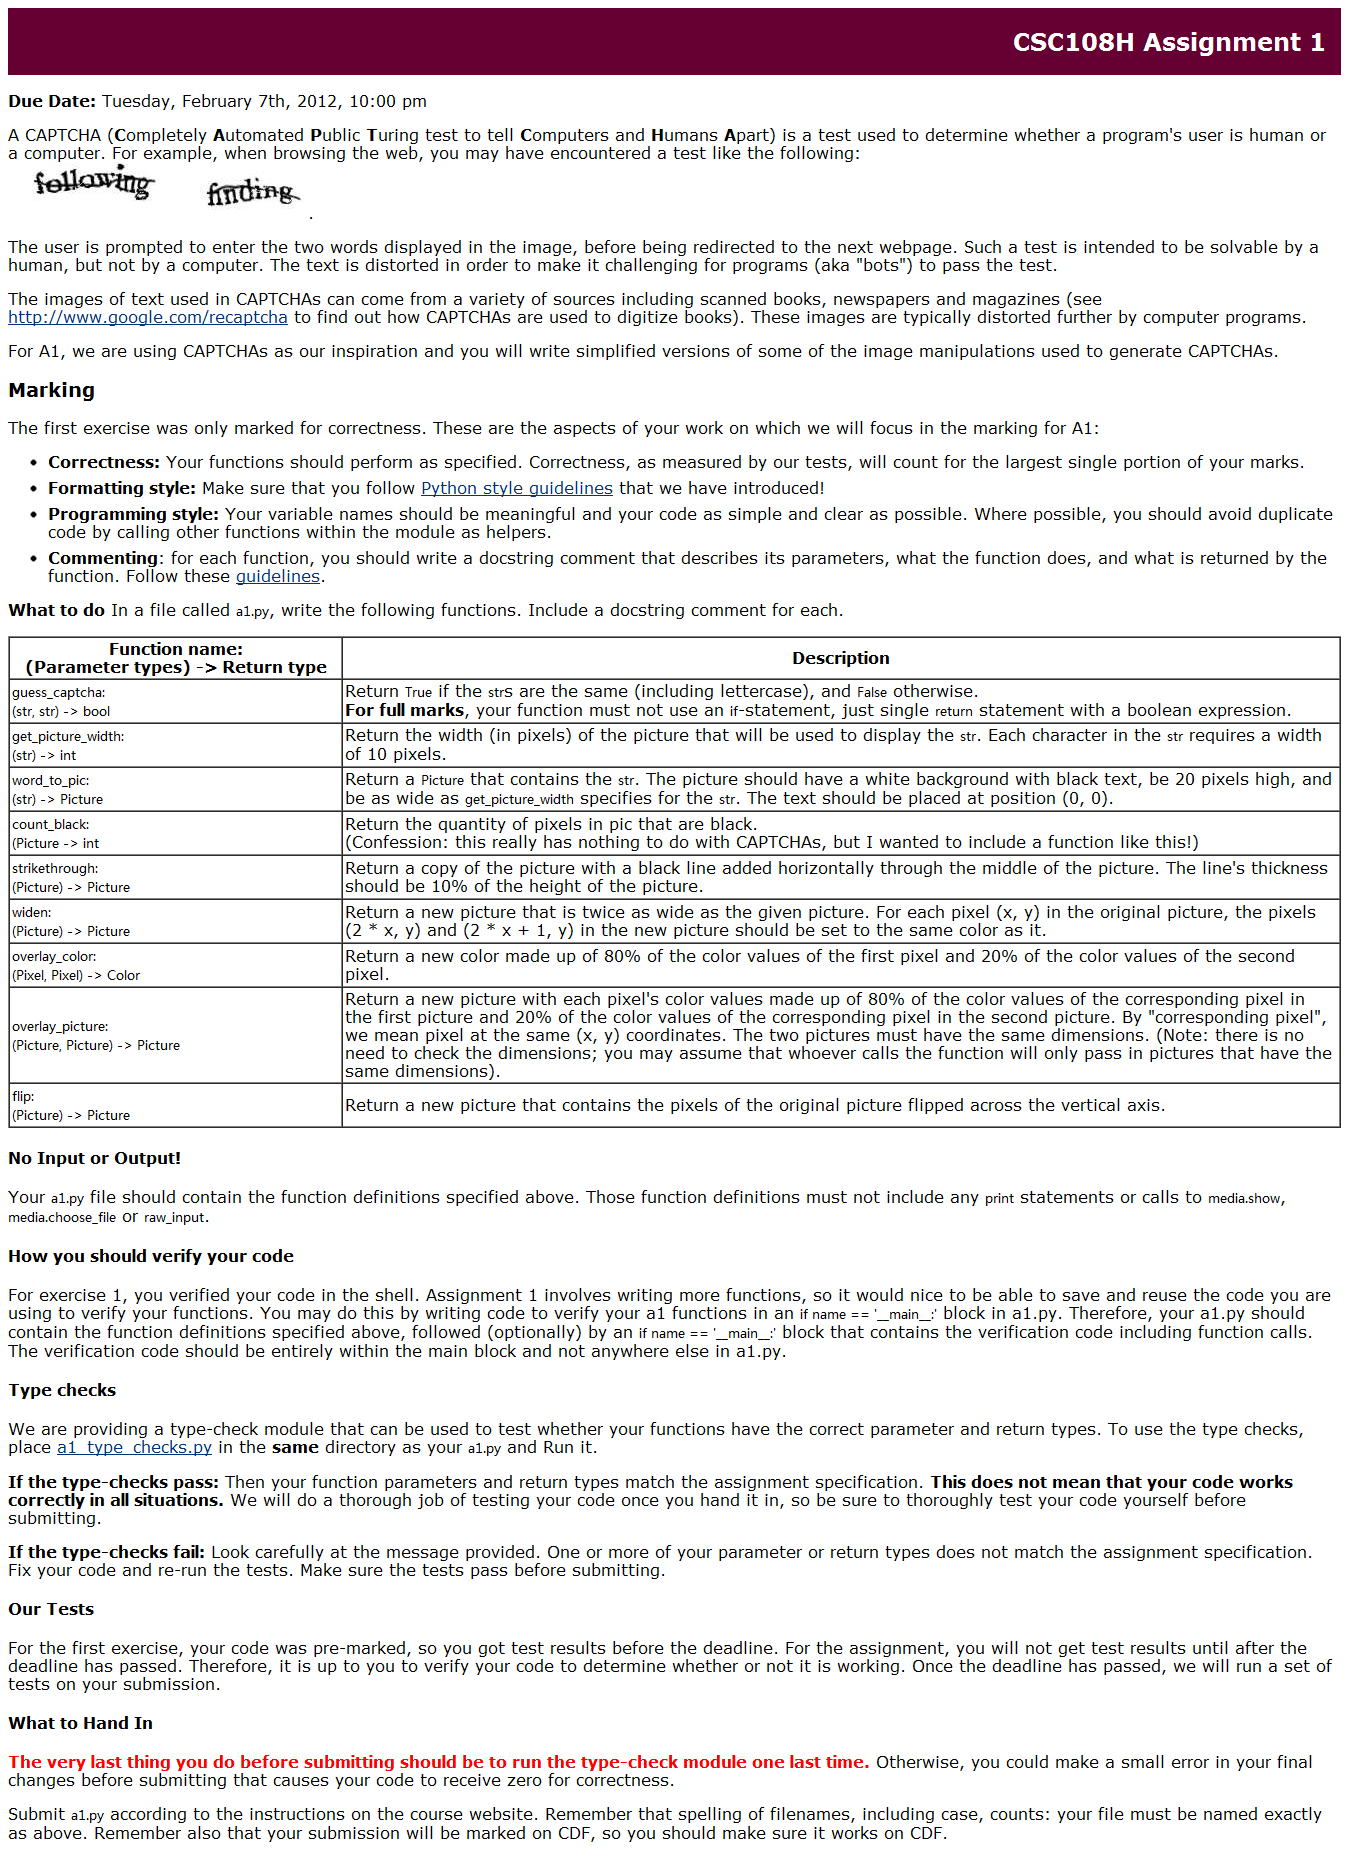 CSC108H Assignment 1
Due Date: Tuesday, February 7th, 2012, 10:00 pm
A CAPTCHA (Completely Automated Public Turing test to tell Computers and Humans Apart) is a test used to determine whether a program's user is human or
a computer. For example, when browsing the web, you may have encountered a test like the following:
following finding .
The user is prompted to enter the two words displayed in the image, before being redirected to the next webpage. Such a test is intended to be solvable by a
human, but not by a computer. The text is distorted in order to make it challenging for programs (aka "bots") to pass the test.
The images of text used in CAPTCHAs can come from a variety of sources including scanned books, newspapers and magazines (see
http://www.google.com/recaptcha to find out how CAPTCHAs are used to digitize books). These images are typically distorted further by computer programs.
For A1, we are using CAPTCHAs as our inspiration and you will write simplified versions of some of the image manipulations used to generate CAPTCHAs.
Marking
The first exercise was only marked for correctness. These are the aspects of your work on which we will focus in the marking for A1:
• Correctness: Your functions should perform as specified. Correctness, as measured by our tests, will count for the largest single portion of your marks.
• Formatting style: Make sure that you follow Python style guidelines that we have introduced!
• Programming style: Your variable names should be meaningful and your code as simple and clear as possible. Where possible, you should avoid duplicate
code by calling other functions within the module as helpers.
• Commenting: for each function, you should write a docstring comment that describes its parameters, what the function does, and what is returned by the
function. Follow these guidelines.
What to do In a file called a1.py, write the following functions. Include a docstring comment for each.
Function name:
(Parameter types) -> Return type
Description
guess_captcha:
(str, str) -> bool
Return True if the strs are the same (including lettercase), and False otherwise.
For full marks, your function must not use an if-statement, just single return statement with a boolean expression.
get_picture_width:
(str) -> int
Return the width (in pixels) of the picture that will be used to display the str. Each character in the str requires a width
of 10 pixels.
word_to_pic:
(str) -> Picture
Return a Picture that contains the str. The picture should have a white background with black text, be 20 pixels high, and
be as wide as get_picture_width specifies for the str. The text should be placed at position (0, 0).
count_black:
(Picture -> int
Return the quantity of pixels in pic that are black.
(Confession: this really has nothing to do with CAPTCHAs, but I wanted to include a function like this!)
strikethrough:
(Picture) -> Picture
Return a copy of the picture with a black line added horizontally through the middle of the picture. The line's thickness
should be 10% of the height of the picture.
widen:
(Picture) -> Picture
Return a new picture that is twice as wide as the given picture. For each pixel (x, y) in the original picture, the pixels
(2 * x, y) and (2 * x + 1, y) in the new picture should be set to the same color as it.
overlay_color:
(Pixel, Pixel) -> Color
Return a new color made up of 80% of the color values of the first pixel and 20% of the color values of the second
pixel.
overlay_picture:
(Picture, Picture) -> Picture
Return a new picture with each pixel's color values made up of 80% of the color values of the corresponding pixel in
the first picture and 20% of the color values of the corresponding pixel in the second picture. By "corresponding pixel",
we mean pixel at the same (x, y) coordinates. The two pictures must have the same dimensions. (Note: there is no
need to check the dimensions; you may assume that whoever calls the function will only pass in pictures that have the
same dimensions).
flip:
(Picture) -> Picture
Return a new picture that contains the pixels of the original picture flipped across the vertical axis.
No Input or Output!
Your a1.py file should contain the function definitions specified above. Those function definitions must not include any print statements or calls to media.show,
media.choose_file or raw_input.
How you should verify your code
For exercise 1, you verified your code in the shell. Assignment 1 involves writing more functions, so it would nice to be able to save and reuse the code you are
using to verify your functions. You may do this by writing code to verify your a1 functions in an if name == '__main__:' block in a1.py. Therefore, your a1.py should
contain the function definitions specified above, followed (optionally) by an if name == '__main__:' block that contains the verification code including function calls.
The verification code should be entirely within the main block and not anywhere else in a1.py.
Type checks
We are providing a type-check module that can be used to test whether your functions have the correct parameter and return types. To use the type checks,
place a1_type_checks.py in the same directory as your a1.py and Run it.
If the type-checks pass: Then your function parameters and return types match the assignment specification. This does not mean that your code works
correctly in all situations. We will do a thorough job of testing your code once you hand it in, so be sure to thoroughly test your code yourself before
submitting.
If the type-checks fail: Look carefully at the message provided. One or more of your parameter or return types does not match the assignment specification.
Fix your code and re-run the tests. Make sure the tests pass before submitting.
Our Tests
For the first exercise, your code was pre-marked, so you got test results before the deadline. For the assignment, you will not get test results until after the
deadline has passed. Therefore, it is up to you to verify your code to determine whether or not it is working. Once the deadline has passed, we will run a set of
tests on your submission.
What to Hand In
The very last thing you do before submitting should be to run the type-check module one last time. Otherwise, you could make a small error in your final
changes before submitting that causes your code to receive zero for correctness.
Submit a1.py according to the instructions on the course website. Remember that spelling of filenames, including case, counts: your file must be named exactly
as above. Remember also that your submission will be marked on CDF, so you should make sure it works on CDF.